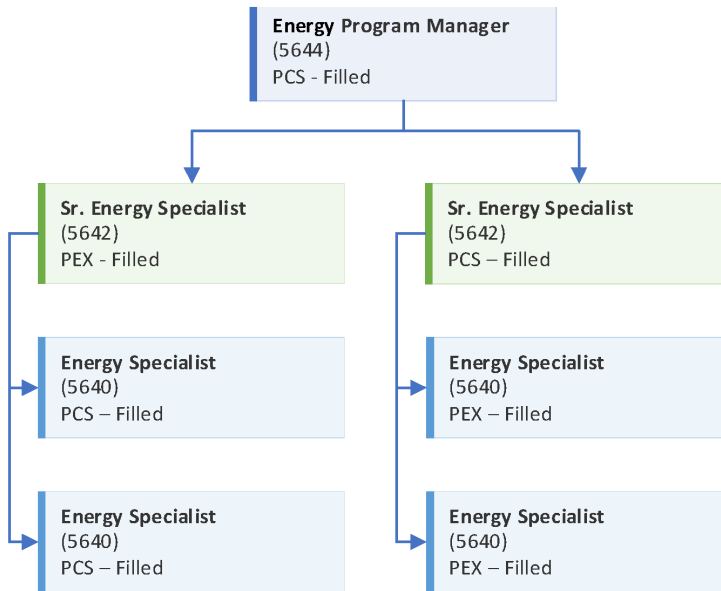 Energy Program Manager
(5644)
PCS - Filled
Sr. Energy Specialist
(5642)
PEX - Filled
Sr. Energy Specialist
(5642)
PCS – Filled
Energy Specialist
(5640)
PCS – Filled
Energy Specialist
(5640)
PEX – Filled
Energy Specialist
(5640)
PCS – Filled
Energy Specialist
(5640)
PEX – Filled